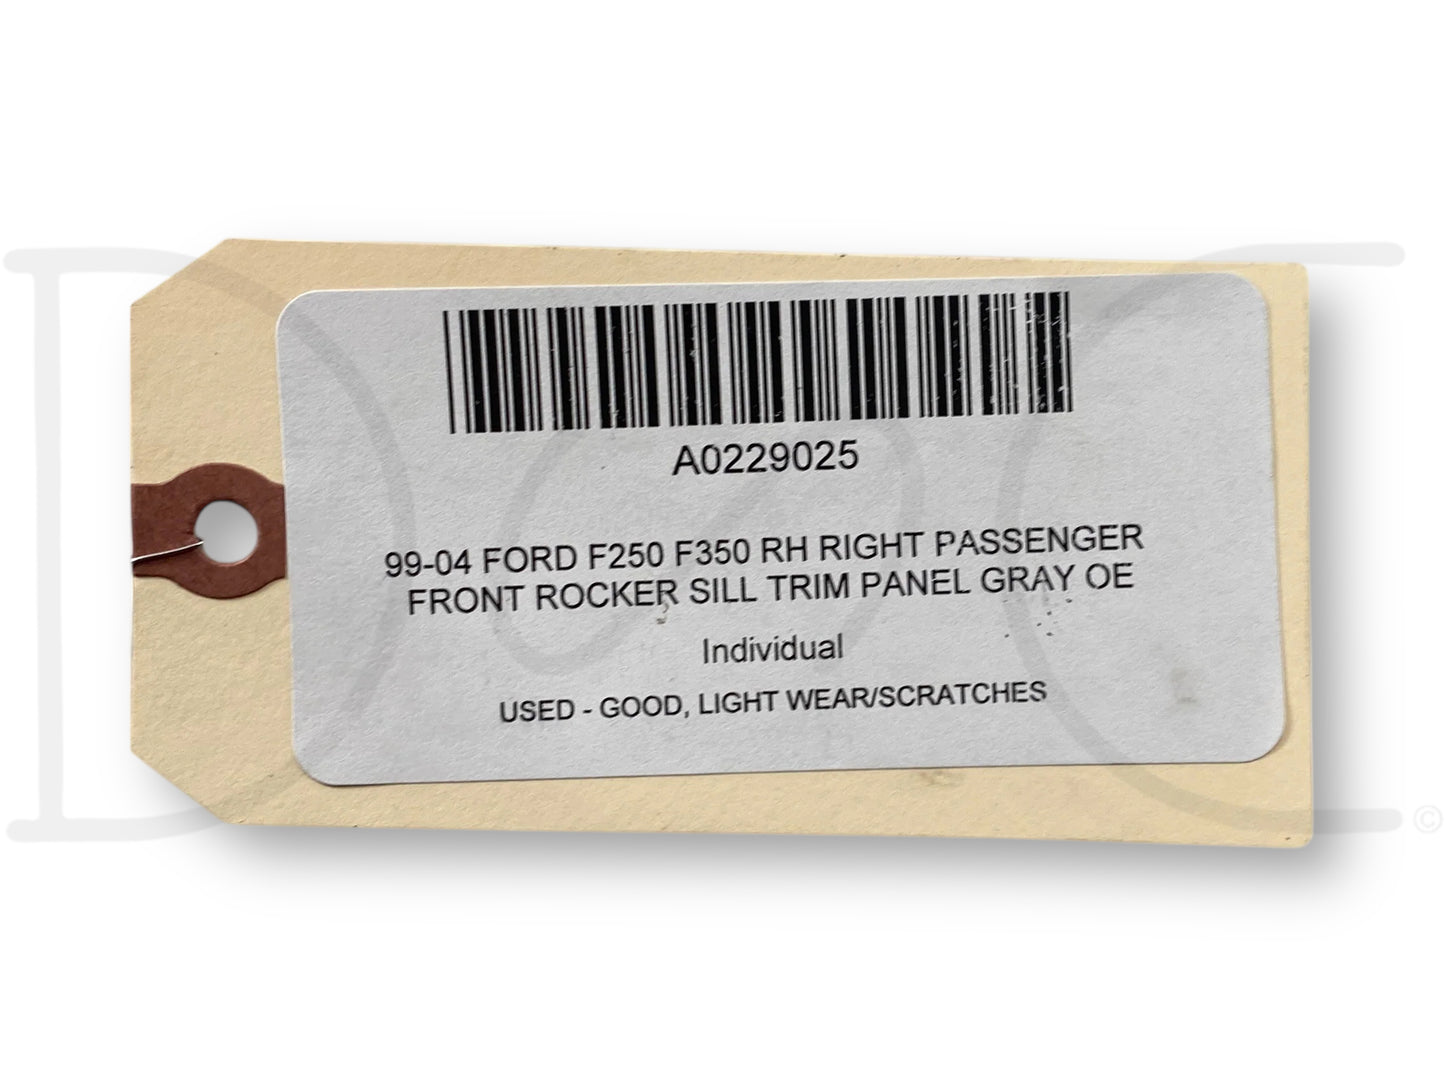 A0229025
99-04 FORD F250 F350 RH RIGHT PASSENGER
FRONT ROCKER SILL TRIM PANEL GRAY OE
Individual
USED - GOOD, LIGHT WEAR/SCRATCHES
©